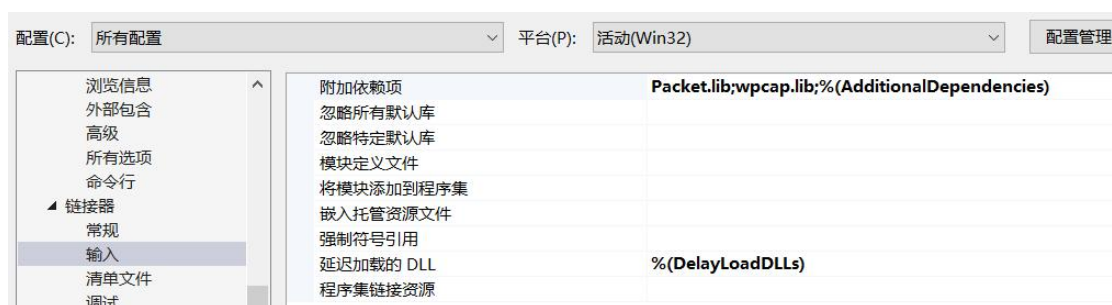 配置(C): 所有配置 平台(P): 活动(Win32) 配置管理
浏览信息
外部包含
高级
所有选项
命令行
链接器
常规
输入
清单文件
调试
附加依赖项 Packet.lib;wpcap.lib;%(AdditionalDependencies)
忽略所有默认库
忽略特定默认库
模块定义文件
将模块添加到程序集
嵌入托管资源文件
强制符号引用
延迟加载的 DLL %(DelayLoadDLLs)
程序集链接资源